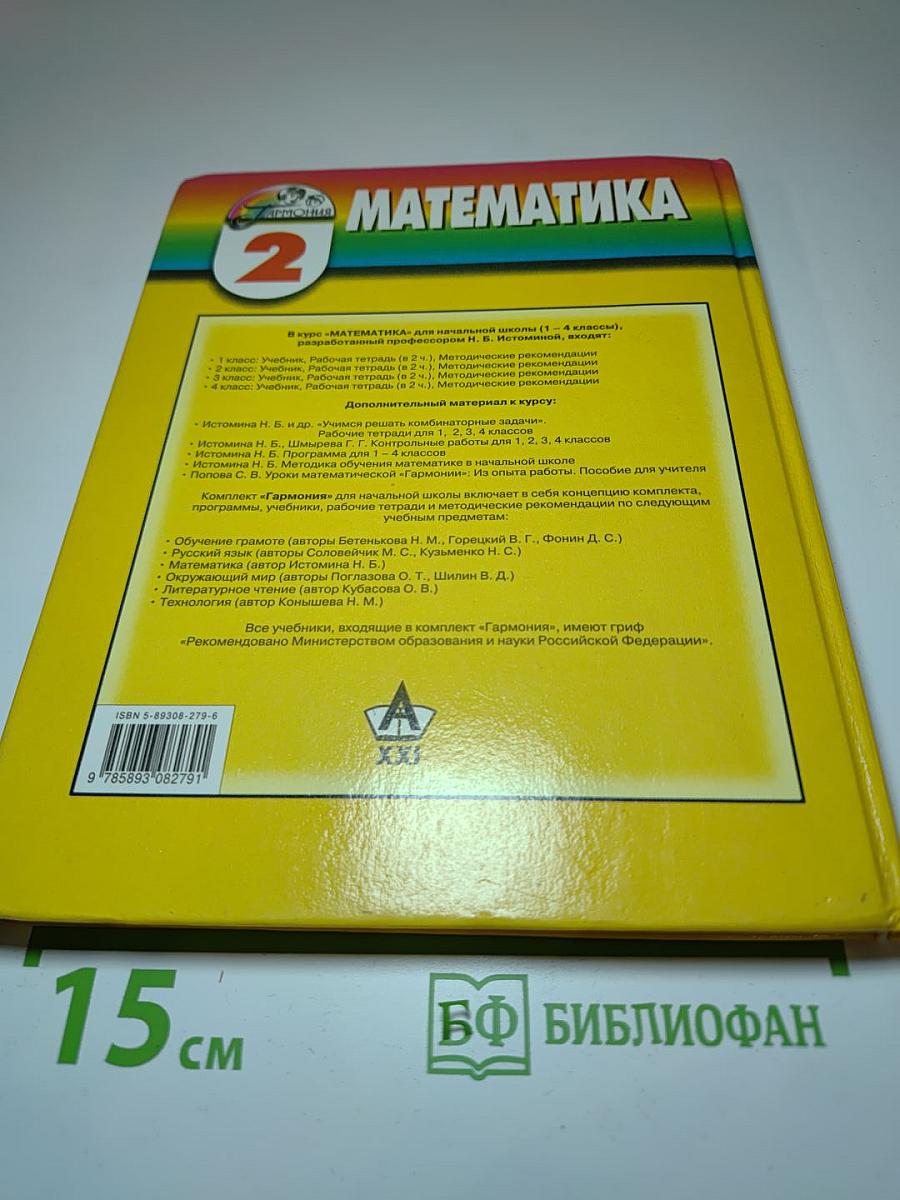 ГАРМОНИЯ
2
МАТЕМАТИКА
В курс «МАТЕМАТИКА» для начальной школы (1 – 4 классы),
разработанный профессором Н. Б. Истоминой, входят:
• 1 класс: Учебник, Рабочая тетрадь (в 2 ч.), Методические рекомендации
• 2 класс: Учебник, Рабочая тетрадь (в 2 ч.), Методические рекомендации
• 3 класс: Учебник, Рабочая тетрадь (в 2 ч.), Методические рекомендации
• 4 класс: Учебник, Рабочая тетрадь (в 2 ч.), Методические рекомендации
Дополнительный материал к курсу:
• Истомина Н. Б. и др. «Учимся решать комбинаторные задачи».
Рабочие тетради для 1, 2, 3, 4 классов
• Истомина Н. Б., Шмырева Г. Г. Контрольные работы для 1, 2, 3, 4 классов
• Истомина Н. Б. Программа для 1 – 4 классов
• Истомина Н. Б. Методика обучения математике в начальной школе
• Попова С. В. Уроки математической «Гармонии»: Из опыта работы. Пособие для учителя
Комплект «Гармония» для начальной школы включает в себя концепцию комплекта,
программы, учебники, рабочие тетради и методические рекомендации по следующим
учебным предметам:
• Обучение грамоте (авторы Бетенькова Н. М., Горецкий В. Г., Фонин Д. С.)
• Русский язык (авторы Соловейчик М. С., Кузьменко Н. С.)
• Математика (автор Истомина Н. Б.)
• Окружающий мир (авторы Поглазова О. Т., Шилин В. Д.)
• Литературное чтение (автор Кубасова О. В.)
• Технология (автор Конышева Н. М.)
Все учебники, входящие в комплект «Гармония», имеют гриф
«Рекомендовано Министерством образования и науки Российской Федерации».
ISBN 5-89308-279-6
9 785893 082791
А
XXI
15 см
БФ БИБЛИОФАН